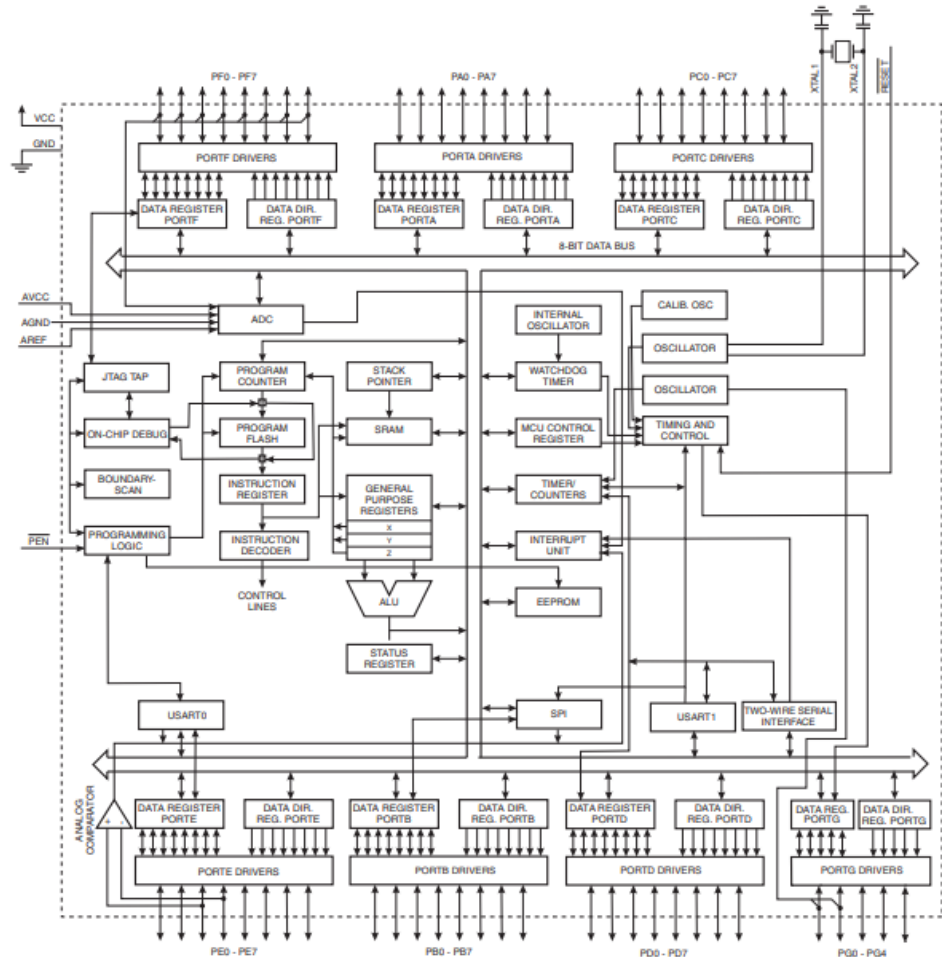 XTAL1
XTAL2
RESET
PF0 - PF7
PA0 - PA7
PC0 - PC7
VCC
GND
PORTF DRIVERS
PORTA DRIVERS
PORTC DRIVERS
DATA REGISTER
PORTF
DATA DIR.
REG. PORTF
DATA REGISTER
PORTA
DATA DIR.
REG. PORTA
DATA REGISTER
PORTC
DATA DIR.
REG. PORTC
8-BIT DATA BUS
AVCC
AGND
AREF
ADC
INTERNAL
OSCILLATOR
CALIB. OSC
OSCILLATOR
OSCILLATOR
JTAG TAP
PROGRAM
COUNTER
STACK
POINTER
WATCHDOG
TIMER
ON-CHIP DEBUG
PROGRAM
FLASH
SRAM
MCU CONTROL
REGISTER
TIMING AND
CONTROL
BOUNDARY-
SCAN
INSTRUCTION
REGISTER
GENERAL
PURPOSE
REGISTERS
X
Y
Z
TIMER/
COUNTERS
PEN
PROGRAMMING
LOGIC
INSTRUCTION
DECODER
INTERRUPT
UNIT
CONTROL
LINES
ALU
EEPROM
STATUS
REGISTER
USART0
SPI
USART1
TWO-WIRE SERIAL
INTERFACE
ANALOG
COMPARATOR
+
-
DATA REGISTER
PORTE
DATA DIR.
REG. PORTE
DATA REGISTER
PORTB
DATA DIR.
REG. PORTB
DATA REGISTER
PORTD
DATA DIR.
REG. PORTD
DATA REG.
PORTG
DATA DIR.
REG. PORTG
PORTE DRIVERS
PORTB DRIVERS
PORTD DRIVERS
PORTG DRIVERS
PE0 - PE7
PB0 - PB7
PD0 - PD7
PG0 - PG4